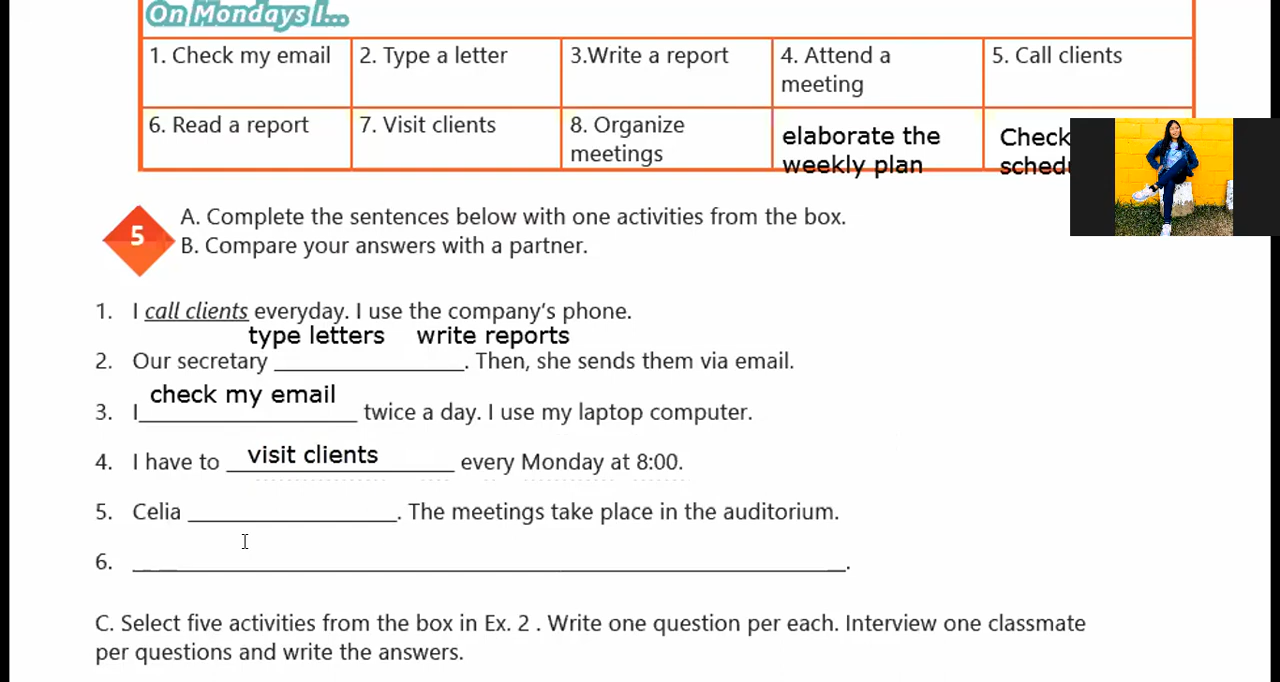 On Mondays I...
1. Check my email 2. Type a letter 3.Write a report 4. Attend a meeting 5. Call clients
6. Read a report 7. Visit clients 8. Organize meetings elaborate the weekly plan Check
5
A. Complete the sentences below with one activities from the box.
B. Compare your answers with a partner.
1. I call clients everyday. I use the company's phone.
type letters write reports
2. Our secretary ________________. Then, she sends them via email.
check my email
3. I__________________ twice a day. I use my laptop computer.
visit clients
4. I have to ___________________ every Monday at 8:00.
5. Celia _________________. The meetings take place in the auditorium.
6. ____________________________________________________________.
C. Select five activities from the box in Ex. 2 . Write one question per each. Interview one classmate
per questions and write the answers.